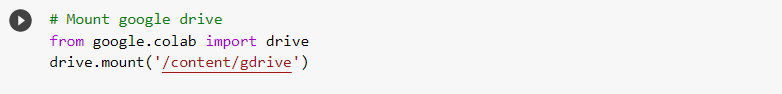 # Mount google drive
from google.colab import drive
drive.mount('/content/gdrive')